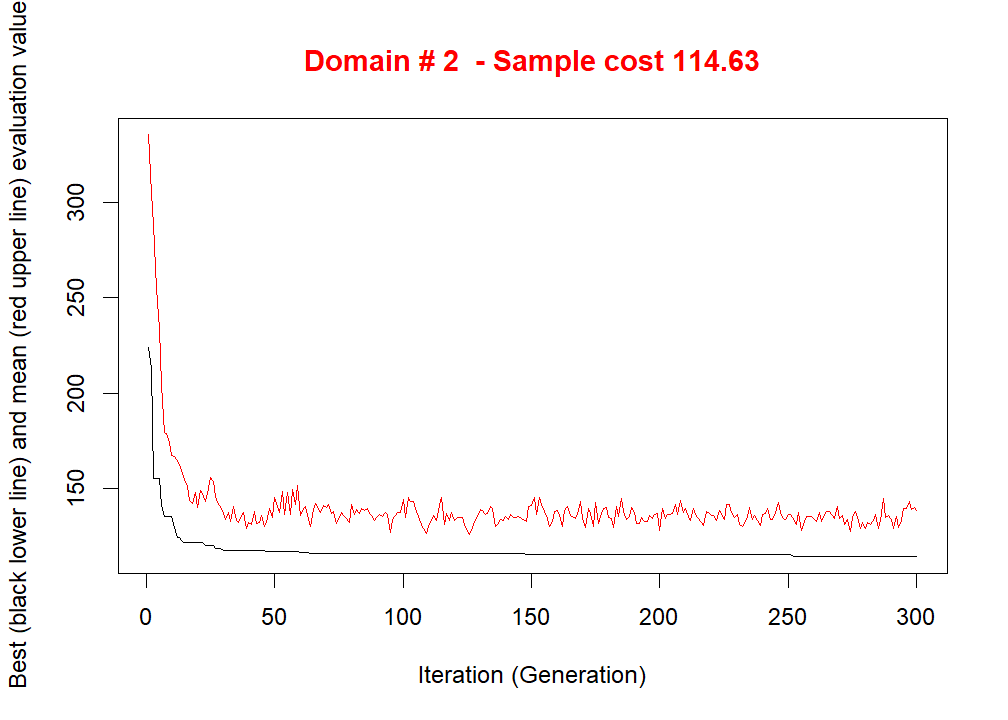 Domain # 2  - Sample cost 114.63
Best (black lower line) and mean (red upper line) evaluation value
300
250
200
150
0 50 100 150 200 250 300
Iteration (Generation)